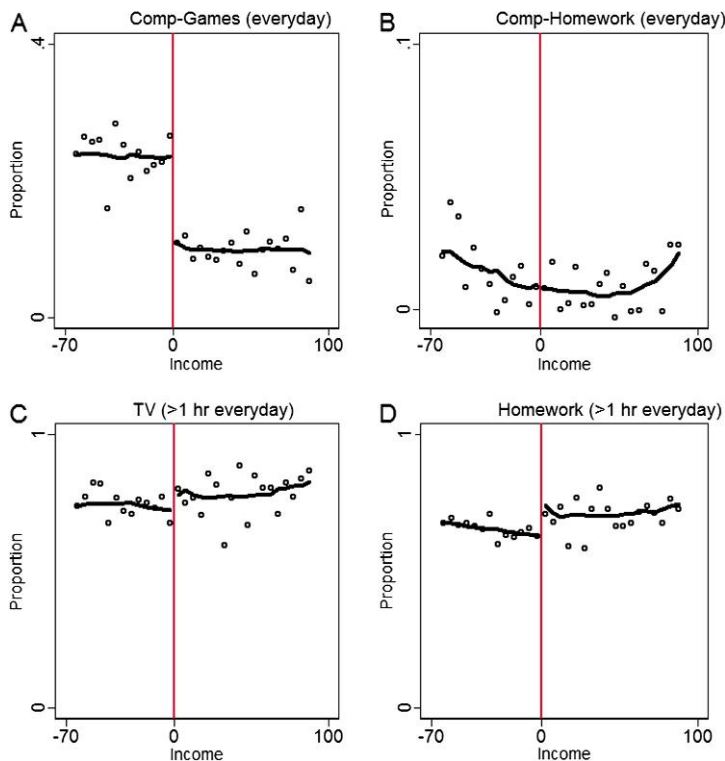 A
Comp-Games (everyday)
.4
Proportion
0
-70
0
100
Income
B
Comp-Homework (everyday)
.1
Proportion
0
-70
0
100
Income
C
TV (>1 hr everyday)
1
Proportion
0
-70
0
100
Income
D
Homework (>1 hr everyday)
1
Proportion
0
-70
0
100
Income